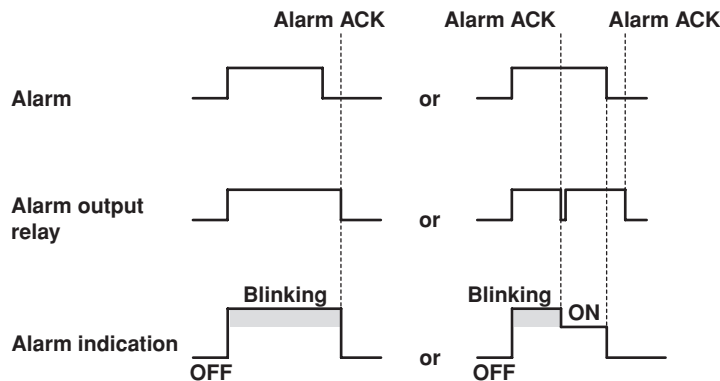 Alarm ACK
Alarm ACK
Alarm ACK
Alarm
or
Alarm output
relay
or
Blinking
Blinking
ON
Alarm indication
or
OFF
OFF